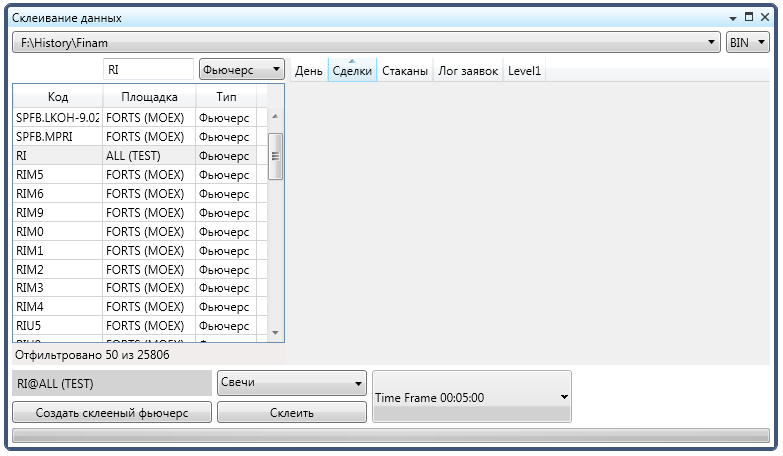 Склеивание данных
F:\History\Finam BIN
RI Фьючерс День Сделки Стаканы Лог заявок Level1
Код Площадка Тип
SPFB.LKOH-9.02 FORTS (MOEX) Фьючерс
SPFB.MPRI FORTS (MOEX) Фьючерс
RI ALL (TEST) Фьючерс
RIM5 FORTS (MOEX) Фьючерс
RIM6 FORTS (MOEX) Фьючерс
RIM9 FORTS (MOEX) Фьючерс
RIM0 FORTS (MOEX) Фьючерс
RIM1 FORTS (MOEX) Фьючерс
RIM2 FORTS (MOEX) Фьючерс
RIM3 FORTS (MOEX) Фьючерс
RIM4 FORTS (MOEX) Фьючерс
RIU5 FORTS (MOEX) Фьючерс
Отфильтровано 50 из 25806
RI@ALL (TEST) Свечи
Time Frame 00:05:00
Создать склееный фьючерс Склеить